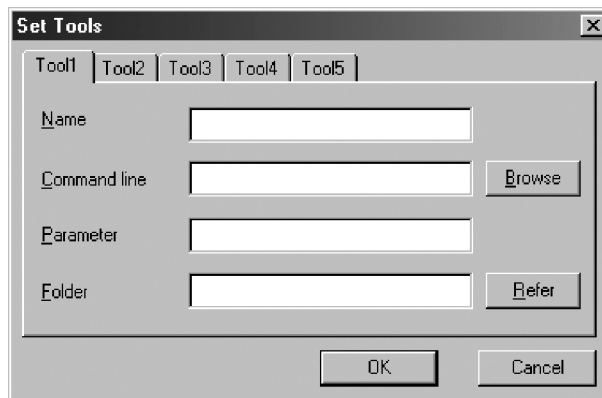 Set Tools
Tool1 Tool2 Tool3 Tool4 Tool5
Name
Command line Browse
Parameter
Folder Refer
OK Cancel